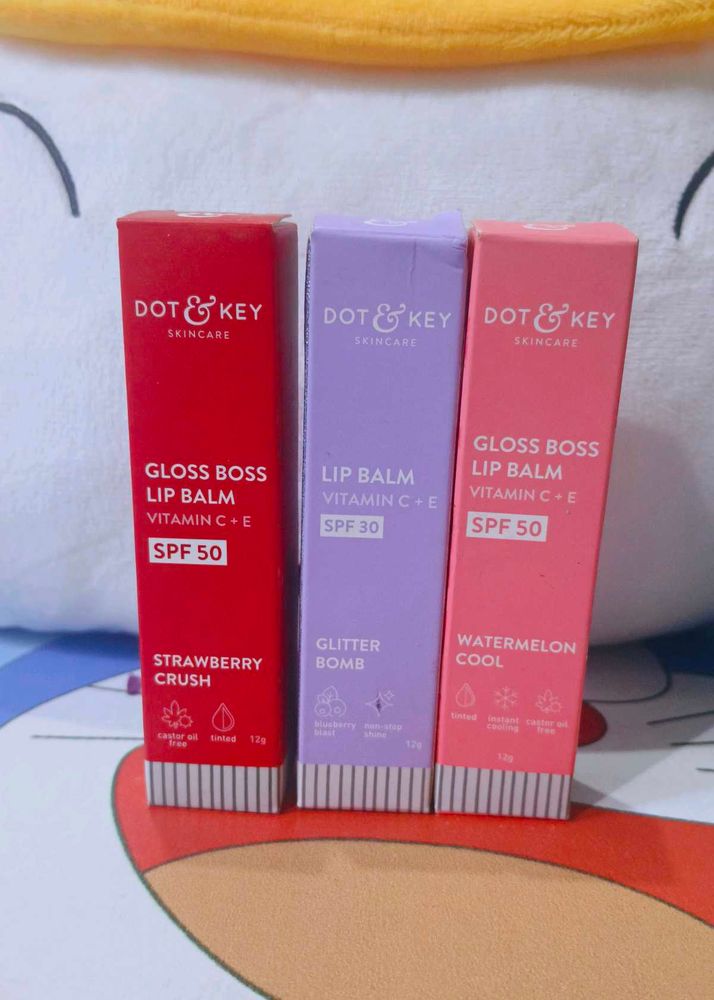 DOT & KEY
SKINCARE
GLOSS BOSS
LIP BALM
VITAMIN C + E
SPF 50
STRAWBERRY
CRUSH
castor oil
free
tinted
12g
DOT & KEY
SKINCARE
LIP BALM
VITAMIN C + E
SPF 30
GLITTER
BOMB
blueberry
blast
non-stop
shine
12g
DOT & KEY
SKINCARE
GLOSS BOSS
LIP BALM
VITAMIN C + E
SPF 50
WATERMELON
COOL
tinted
instant
cooling
castor oil
free
12g